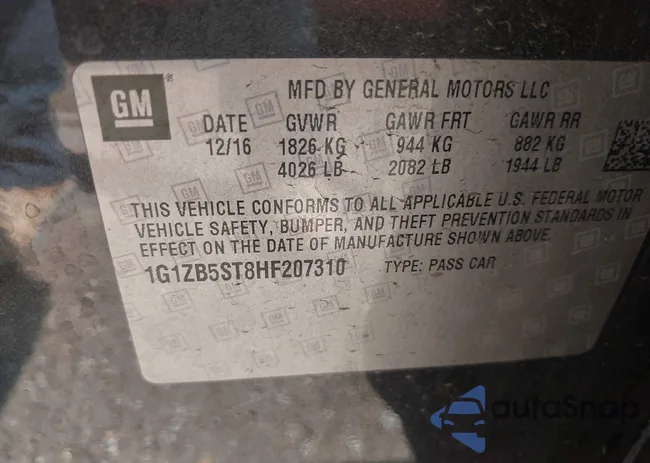 GM
®
MFD BY GENERAL MOTORS LLC
DATE GVWR GAWR FRT GAWR RR
12/16 1826 KG 944 KG 882 KG
4026 LB 2082 LB 1944 LB
THIS VEHICLE CONFORMS TO ALL APPLICABLE U.S. FEDERAL MOTOR
VEHICLE SAFETY, BUMPER, AND THEFT PREVENTION STANDARDS IN
EFFECT ON THE DATE OF MANUFACTURE SHOWN ABOVE.
1G1ZB5ST8HF207310 TYPE: PASS CAR
autoSnap